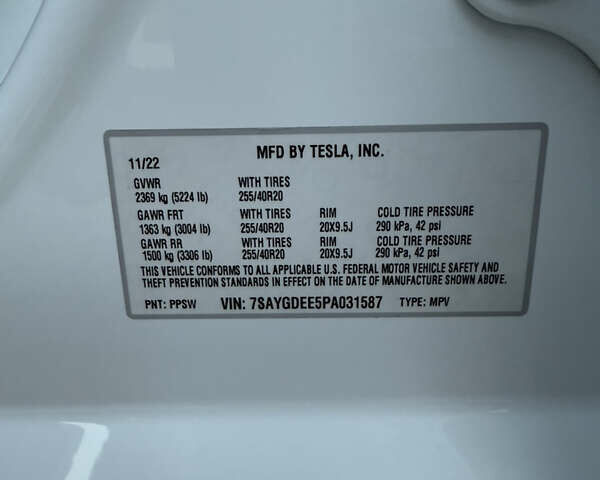 11/22 MFD BY TESLA, INC.
GVWR WITH TIRES
2369 kg (5224 lb) 255/40R20
GAWR FRT WITH TIRES RIM COLD TIRE PRESSURE
1363 kg (3004 lb) 255/40R20 20X9.5J 290 kPa, 42 psi
GAWR RR WITH TIRES RIM COLD TIRE PRESSURE
1500 kg (3306 lb) 255/40R20 20X9.5J 290 kPa, 42 psi
THIS VEHICLE CONFORMS TO ALL APPLICABLE U.S. FEDERAL MOTOR VEHICLE SAFETY AND
THEFT PREVENTION STANDARDS IN EFFECT ON THE DATE OF MANUFACTURE SHOWN ABOVE.
PNT: PPSW VIN: 7SAYGDEE5PA031587 TYPE: MPV